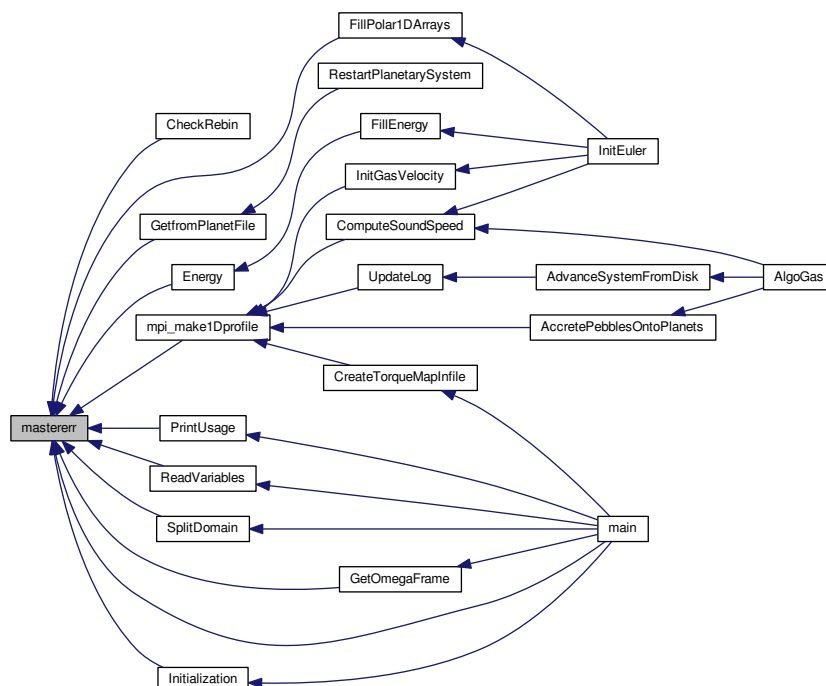 FillPolar1DArrays
RestartPlanetarySystem
CheckRebin
FillEnergy
InitEuler
InitGasVelocity
GetfromPlanetFile
ComputeSoundSpeed
Energy
UpdateLog
AdvanceSystemFromDisk
AlgoGas
mpi_make1Dprofile
AccretePebblesOntoPlanets
CreateTorqueMapInfile
mastererr
PrintUsage
ReadVariables
SplitDomain
main
GetOmegaFrame
Initialization